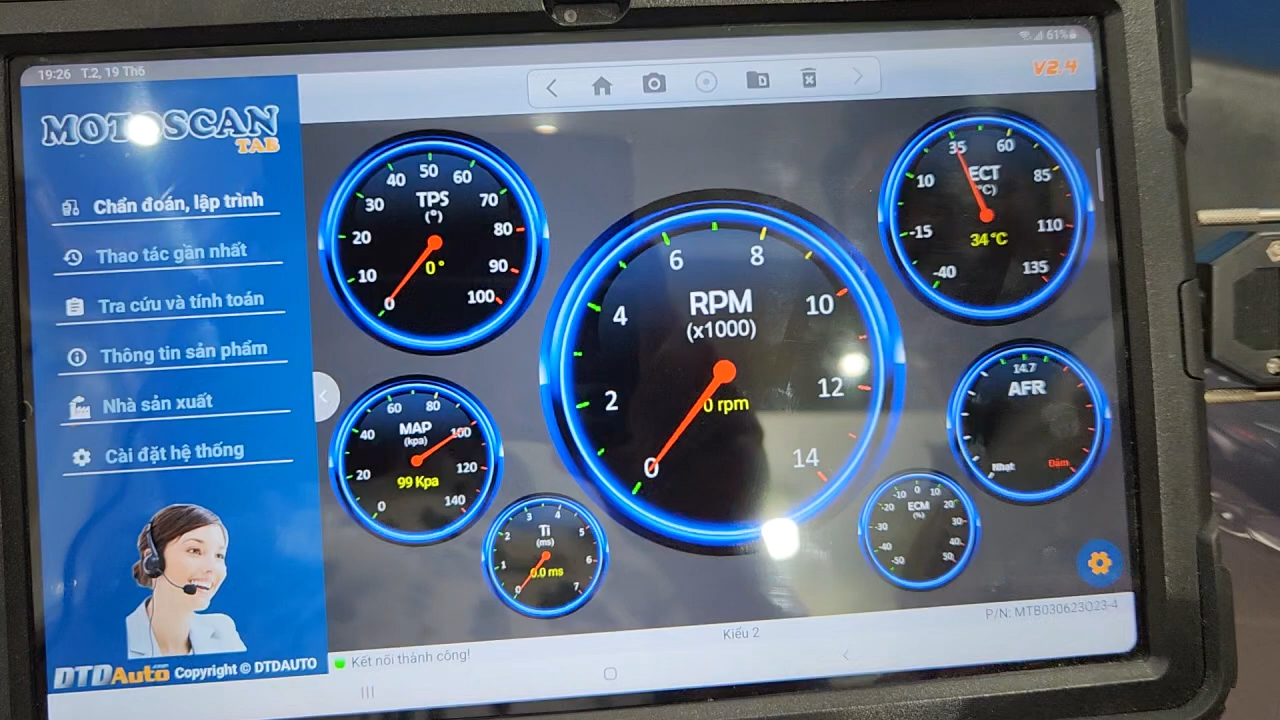 19:26 T.2, 19 Th6
61%
MOTOSCAN
TAB
V2.4
Chẩn đoán, lập trình
Thao tác gần nhất
Tra cứu và tính toán
Thông tin sản phẩm
Nhà sản xuất
Cài đặt hệ thống
DTDAuto.com Copyright © DTDAUTO
0 10 20 30 40 50 60 70 80 90 100
TPS
(°)
0 °
0 20 40 60 80 100 120 140
MAP
(kpa)
99 Kpa
0 1 2 3 4 5 6 7
Ti
(ms)
0.0 ms
0 2 4 6 8 10 12 14
RPM
(x1000)
0 rpm
-40 -15 10 35 60 85 110 135
ECT
(°C)
34 °C
14.7
AFR
Nhạt Đậm
-50 -40 -30 -20 -10 0 10 20 30 40 50
ECM
(%)
P/N: MTB030623023-4
Kiểu 2
Kết nối thành công!